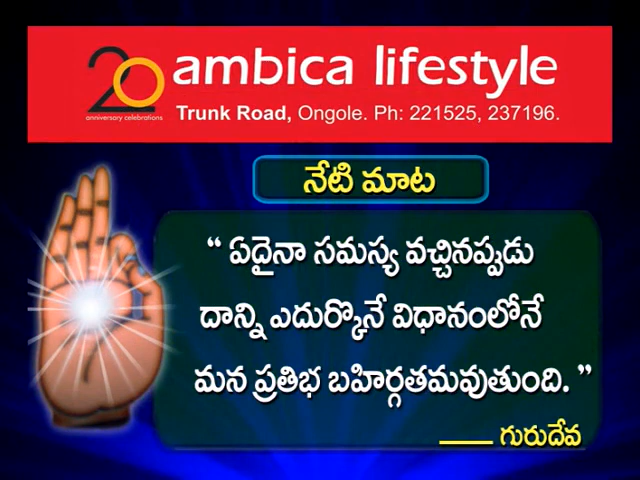 20 ambica lifestyle
anniversary celebrations
Trunk Road, Ongole. Ph: 221525, 237196.
నేటి మాట
“ ఏదైనా సమస్య వచ్చినప్పుడు
దాన్ని ఎదుర్కొనే విధానంలోనే
మన ప్రతిభ బహిర్గతమవుతుంది. ”
—— గురుదేవ